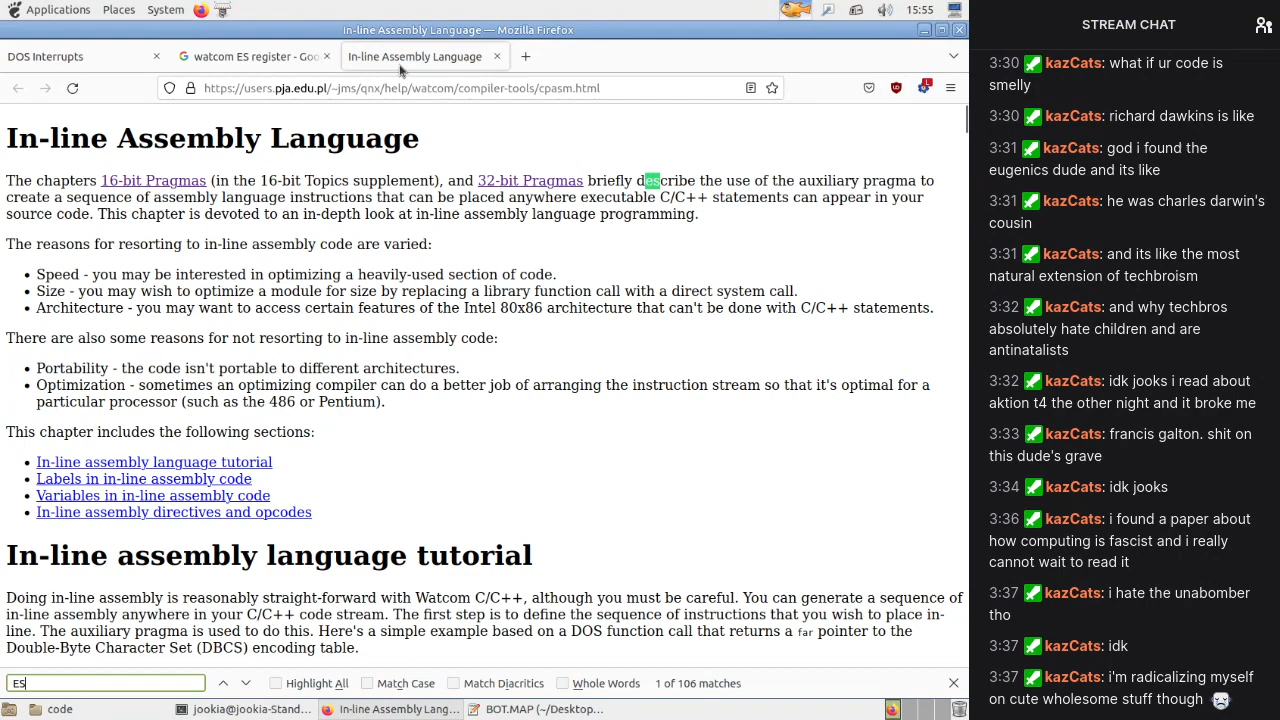 Applications Places System 15:55
In-line Assembly Language — Mozilla Firefox
DOS Interrupts × watcom ES register - Goo × In-line Assembly Language ×
https://users.pja.edu.pl/~jms/qnx/help/watcom/compiler-tools/cpasm.html
In-line Assembly Language
The chapters 16-bit Pragmas (in the 16-bit Topics supplement), and 32-bit Pragmas briefly describe the use of the auxiliary pragma to
create a sequence of assembly language instructions that can be placed anywhere executable C/C++ statements can appear in your
source code. This chapter is devoted to an in-depth look at in-line assembly language programming.
The reasons for resorting to in-line assembly code are varied:
• Speed - you may be interested in optimizing a heavily-used section of code.
• Size - you may wish to optimize a module for size by replacing a library function call with a direct system call.
• Architecture - you may want to access certain features of the Intel 80x86 architecture that can't be done with C/C++ statements.
There are also some reasons for not resorting to in-line assembly code:
• Portability - the code isn't portable to different architectures.
• Optimization - sometimes an optimizing compiler can do a better job of arranging the instruction stream so that it's optimal for a
particular processor (such as the 486 or Pentium).
This chapter includes the following sections:
• In-line assembly language tutorial
• Labels in in-line assembly code
• Variables in in-line assembly code
• In-line assembly directives and opcodes
In-line assembly language tutorial
Doing in-line assembly is reasonably straight-forward with Watcom C/C++, although you must be careful. You can generate a sequence of
in-line assembly anywhere in your C/C++ code stream. The first step is to define the sequence of instructions that you wish to place in-
line. The auxiliary pragma is used to do this. Here's a simple example based on a DOS function call that returns a far pointer to the
Double-Byte Character Set (DBCS) encoding table.
ES Highlight All Match Case Match Diacritics Whole Words 1 of 106 matches
code jookia@jookia-Stand... In-line Assembly Lang... BOT.MAP (~/Desktop...
STREAM CHAT
3:30 kazCats: what if ur code is
smelly
3:30 kazCats: richard dawkins is like
3:31 kazCats: god i found the
eugenics dude and its like
3:31 kazCats: he was charles darwin's
cousin
3:31 kazCats: and its like the most
natural extension of techbroism
3:32 kazCats: and why techbros
absolutely hate children and are
antinatalists
3:32 kazCats: idk jooks i read about
aktion t4 the other night and it broke me
3:33 kazCats: francis galton. shit on
this dude's grave
3:34 kazCats: idk jooks
3:36 kazCats: i found a paper about
how computing is fascist and i really
cannot wait to read it
3:37 kazCats: i hate the unabomber
tho
3:37 kazCats: idk
3:37 kazCats: i'm radicalizing myself
on cute wholesome stuff though